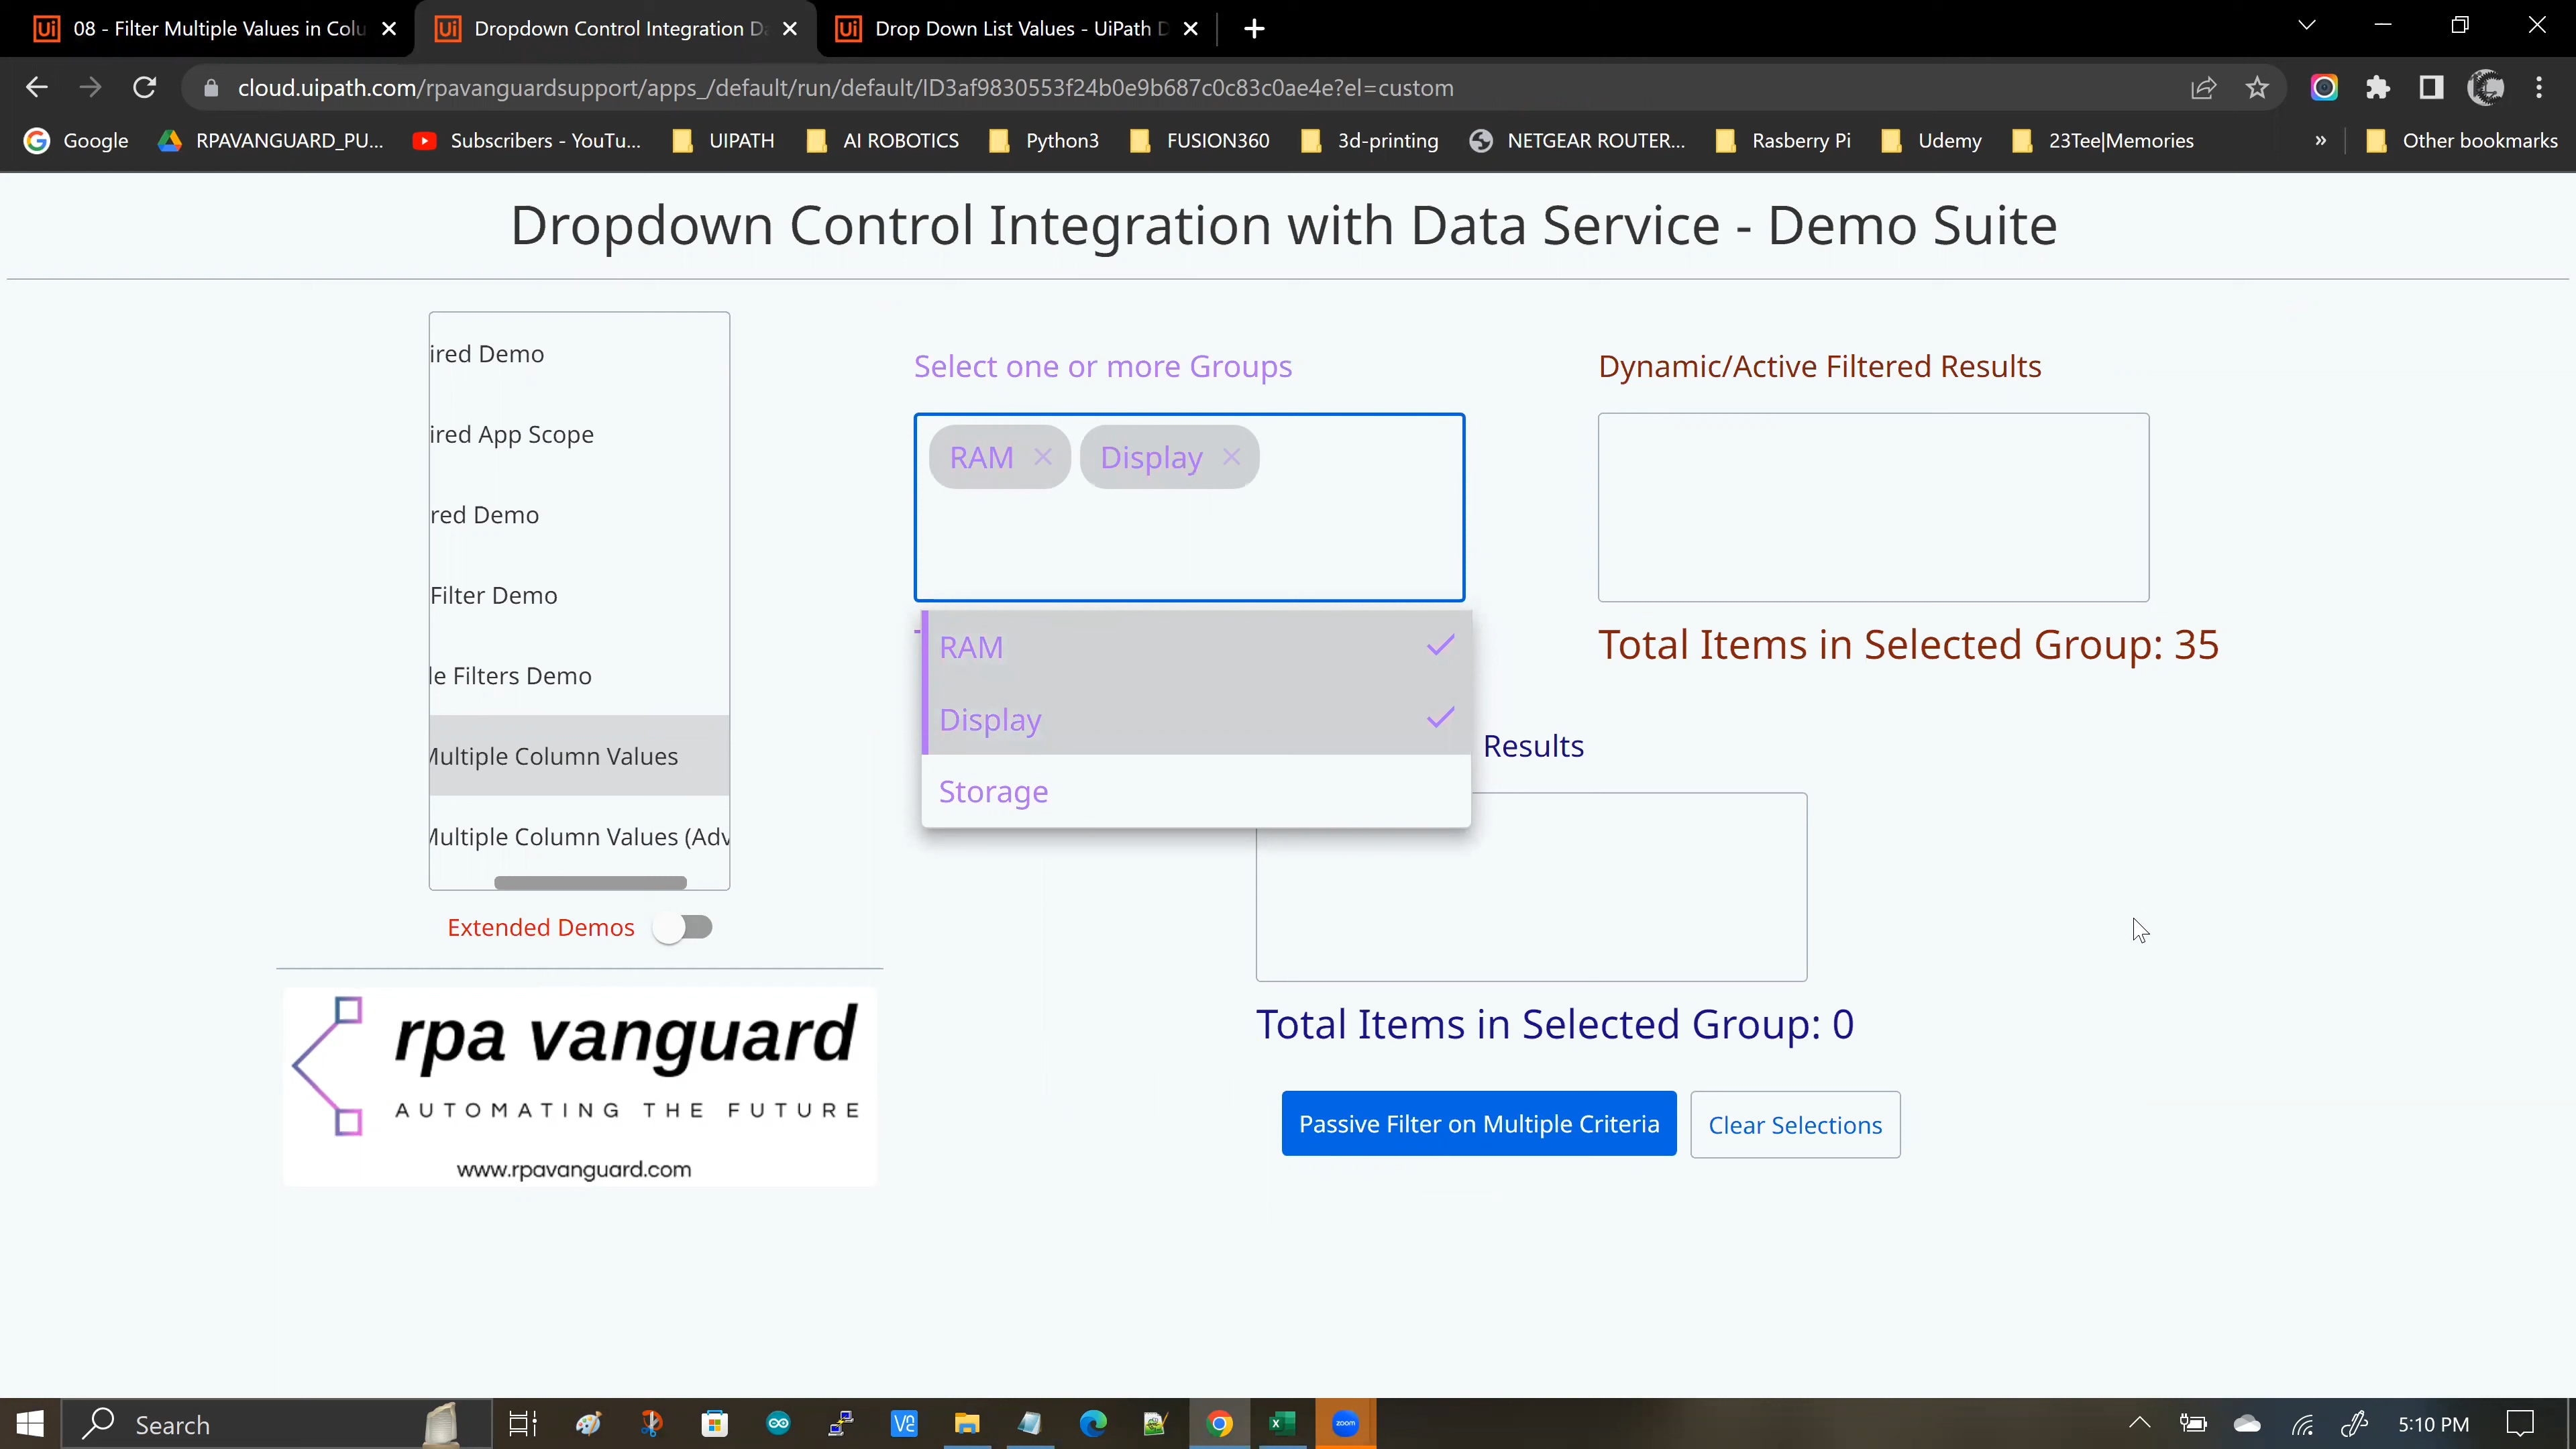 08 - Filter Multiple Values in Colu
Dropdown Control Integration Da
Drop Down List Values - UiPath D
cloud.uipath.com/rpavanguardsupport/apps_/default/run/default/ID3af9830553f24b0e9b687c0c83c0ae4e?el=custom
Google RPAVANGUARD_PU... Subscribers - YouTu... UIPATH AI ROBOTICS Python3 FUSION360 3d-printing NETGEAR ROUTER... Rasberry Pi Udemy 23Tee|Memories » Other bookmarks
Dropdown Control Integration with Data Service - Demo Suite
ired Demo
ired App Scope
red Demo
Filter Demo
le Filters Demo
Multiple Column Values
Multiple Column Values (Adv
Extended Demos
rpa vanguard
AUTOMATING THE FUTURE
www.rpavanguard.com
Select one or more Groups
RAM × Display ×
RAM
Display
Storage
Dynamic/Active Filtered Results
Total Items in Selected Group: 35
Results
Total Items in Selected Group: 0
Passive Filter on Multiple Criteria
Clear Selections
Search
zoom
5:10 PM